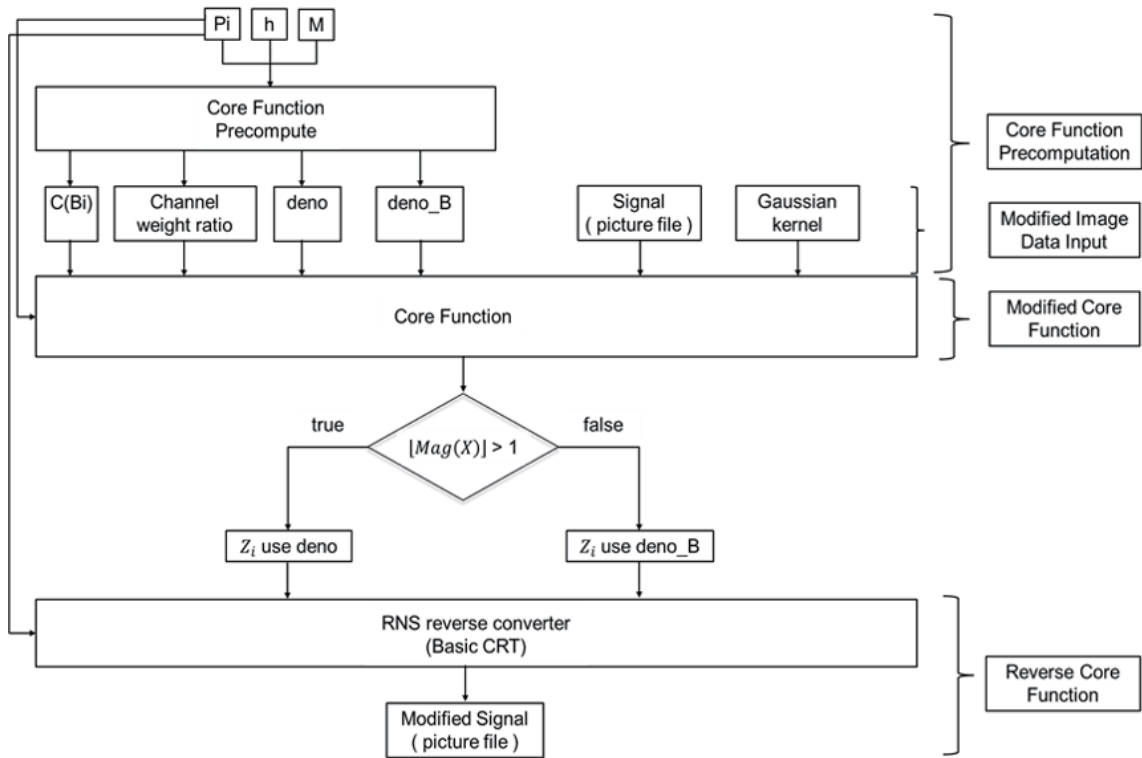 Pi
h
M
Core Function
Precompute
Core Function
Precomputation
C(Bi)
Channel
weight ratio
deno
deno_B
Signal
( picture file )
Gaussian
kernel
Modified Image
Data Input
Core Function
Modified Core
Function
true
⌊Mag(X)⌋ > 1
false
Zᵢ use deno
Zᵢ use deno_B
RNS reverse converter
(Basic CRT)
Reverse Core
Function
Modified Signal
( picture file )